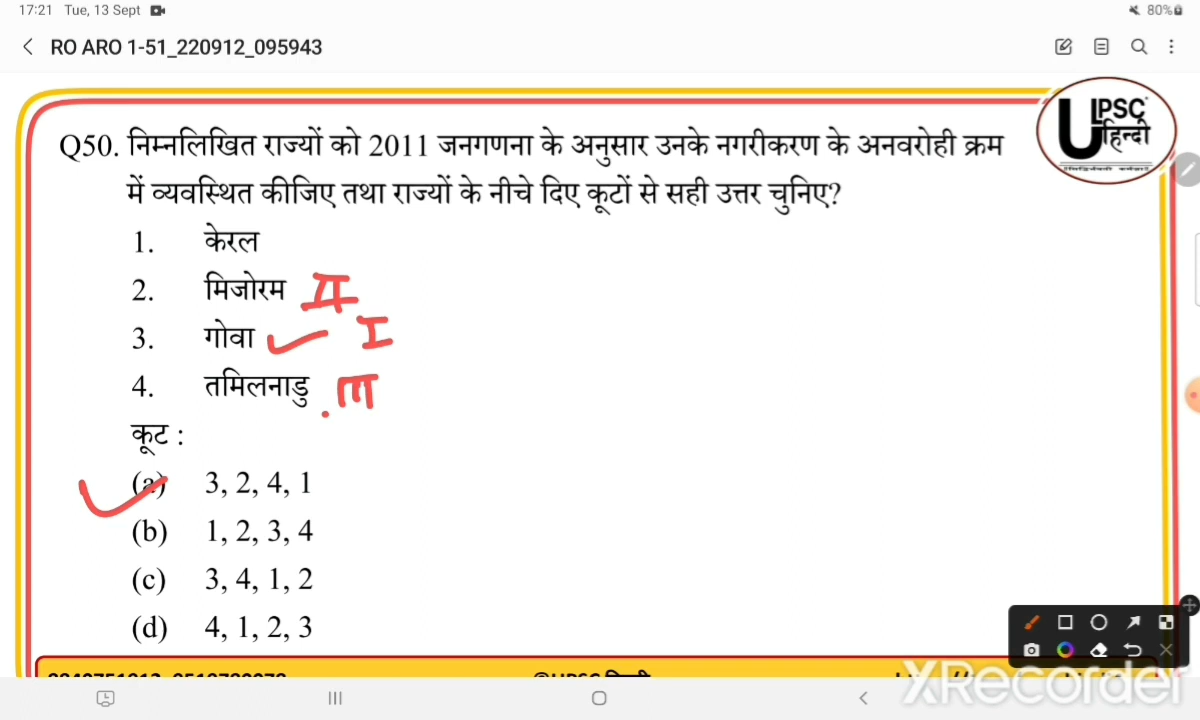 17:21 Tue, 13 Sept
80%
RO ARO 1-51_220912_095943
UPSC
हिन्दी
Q50. निम्नलिखित राज्यों को 2011 जनगणना के अनुसार उनके नगरीकरण के अनवरोही क्रम
में व्यवस्थित कीजिए तथा राज्यों के नीचे दिए कूटों से सही उत्तर चुनिए?
1. केरल
2. मिजोरम II
3. गोवा I
4. तमिलनाडु III
कूट :
(a) 3, 2, 4, 1
(b) 1, 2, 3, 4
(c) 3, 4, 1, 2
(d) 4, 1, 2, 3
XRecorder